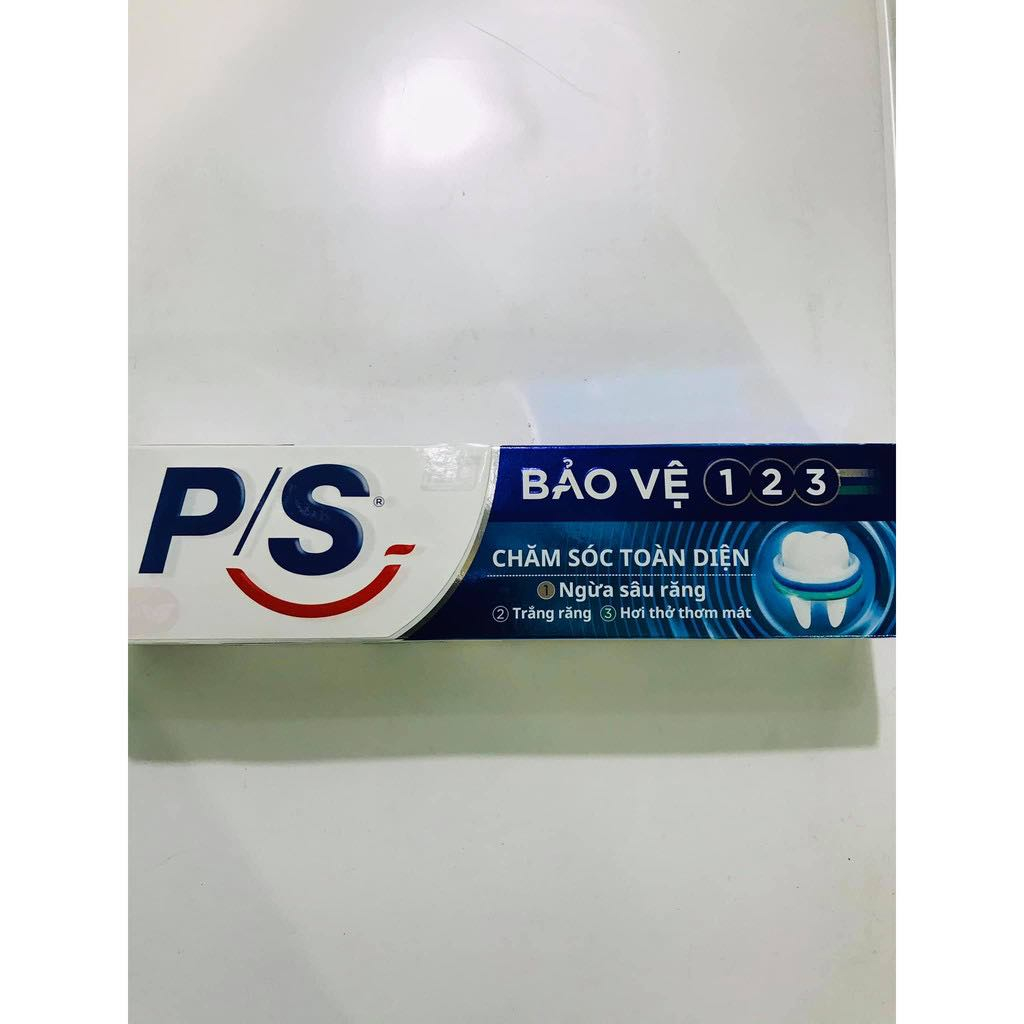 P/S®
BẢO VỆ 1 2 3
CHĂM SÓC TOÀN DIỆN
1 Ngừa sâu răng
2 Trắng răng 3 Hơi thở thơm mát